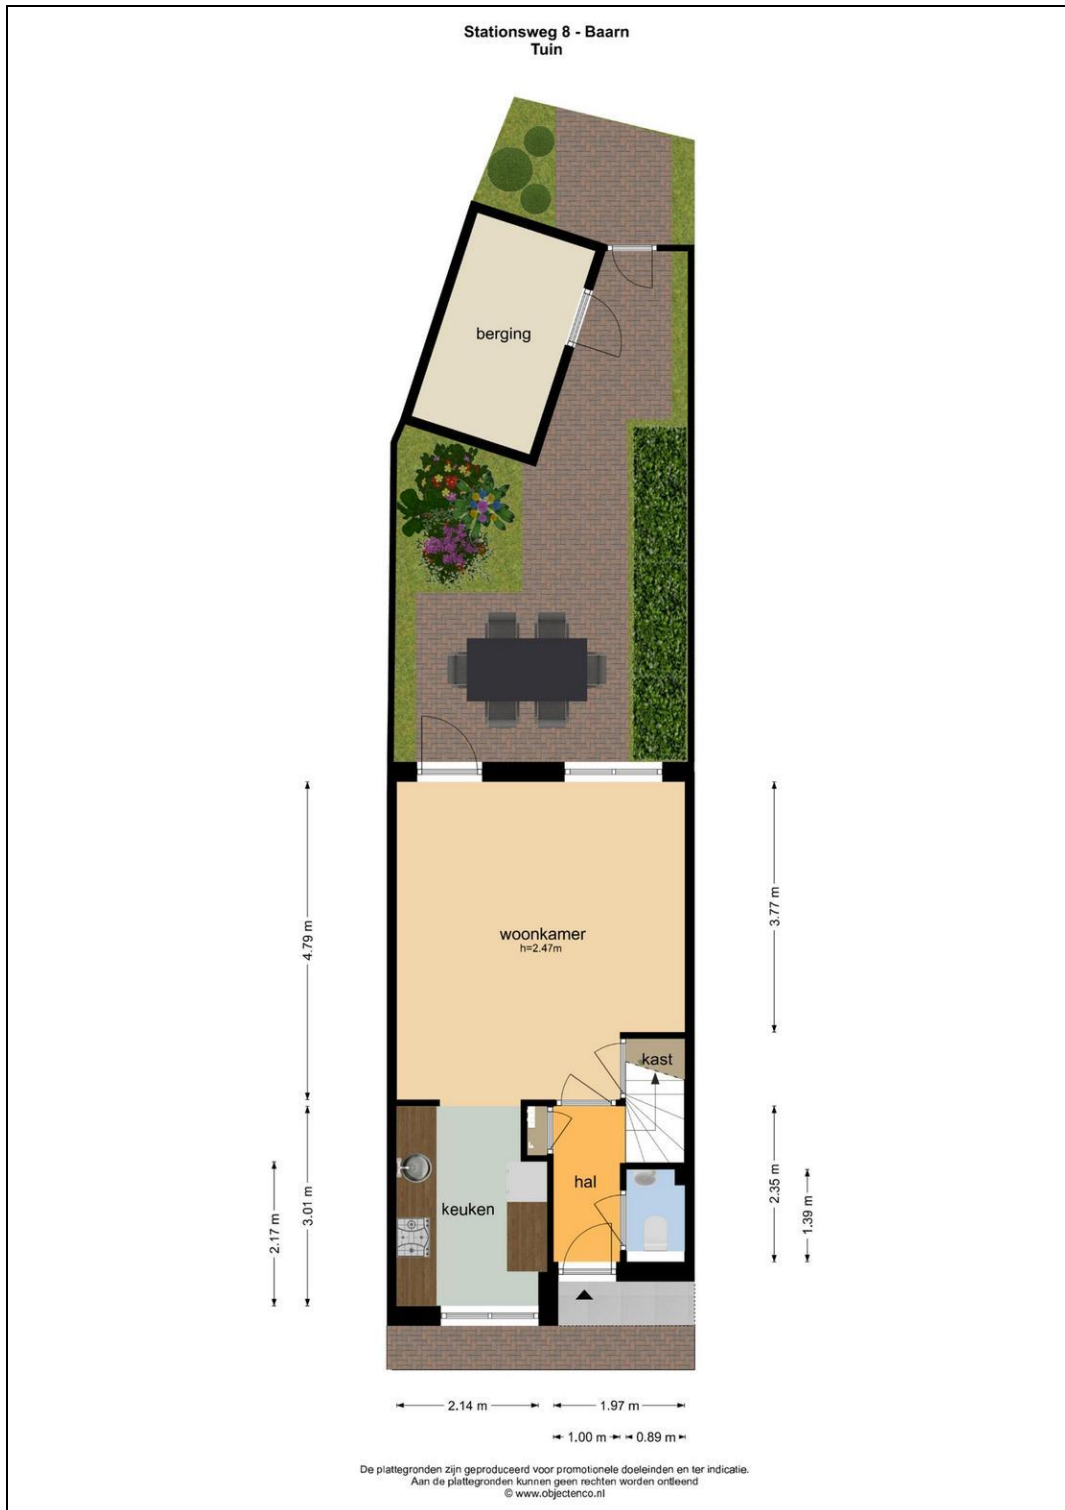 Stationsweg 8 - Baarn
Tuin
berging
4.79 m
3.77 m
woonkamer
h=2.47m
kast
2.17 m
3.01 m
keuken
hal
2.35 m
1.39 m
2.14 m
1.97 m
1.00 m
0.89 m
De plattegronden zijn geproduceerd voor promotionele doeleinden en ter indicatie.
Aan de plattegronden kunnen geen rechten worden ontleend
© www.objectenco.nl